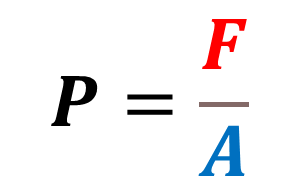 P = F/A